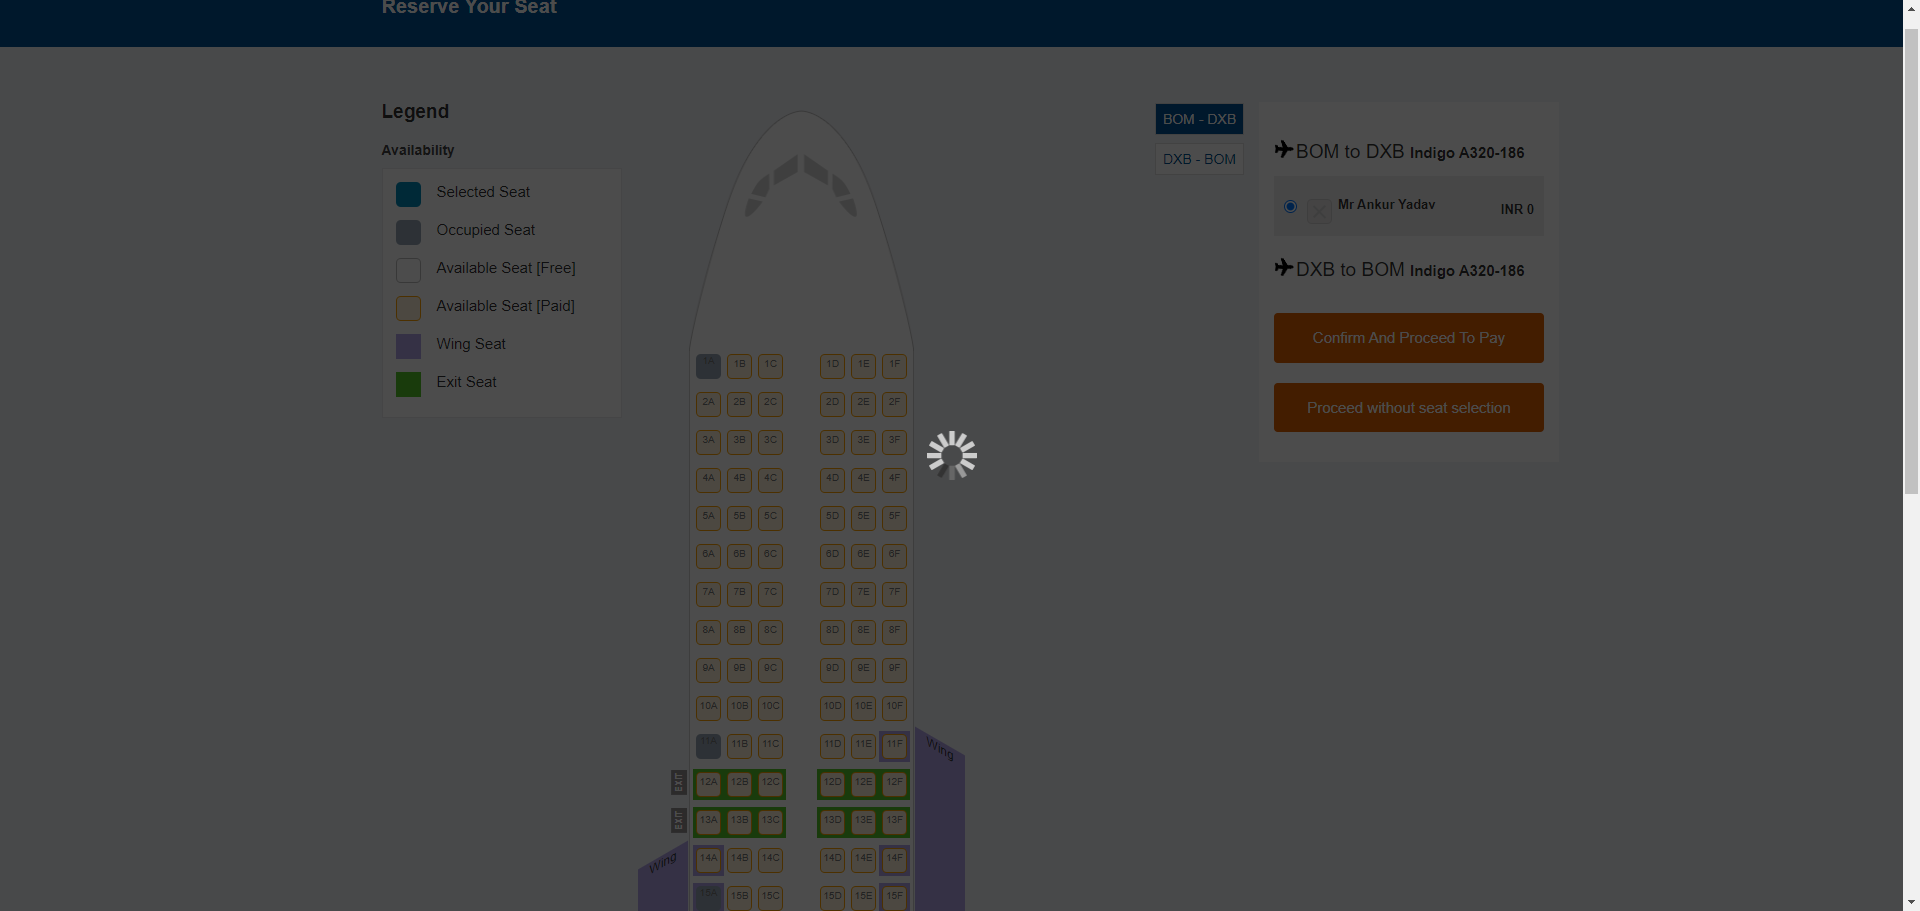 Reserve Your Seat
Legend
Availability
Selected Seat
Occupied Seat
Available Seat [Free]
Available Seat [Paid]
Wing Seat
Exit Seat
BOM - DXB
DXB - BOM
BOM to DXB Indigo A320-186
Mr Ankur Yadav
INR 0
DXB to BOM Indigo A320-186
Confirm And Proceed To Pay
Proceed without seat selection
1A 1B 1C 1D 1E 1F
2A 2B 2C 2D 2E 2F
3A 3B 3C 3D 3E 3F
4A 4B 4C 4D 4E 4F
5A 5B 5C 5D 5E 5F
6A 6B 6C 6D 6E 6F
7A 7B 7C 7D 7E 7F
8A 8B 8C 8D 8E 8F
9A 9B 9C 9D 9E 9F
10A 10B 10C 10D 10E 10F
11A 11B 11C 11D 11E 11F
Wing
EXIT 12A 12B 12C 12D 12E 12F
EXIT 13A 13B 13C 13D 13E 13F
Wing
14A 14B 14C 14D 14E 14F
15A 15B 15C 15D 15E 15F